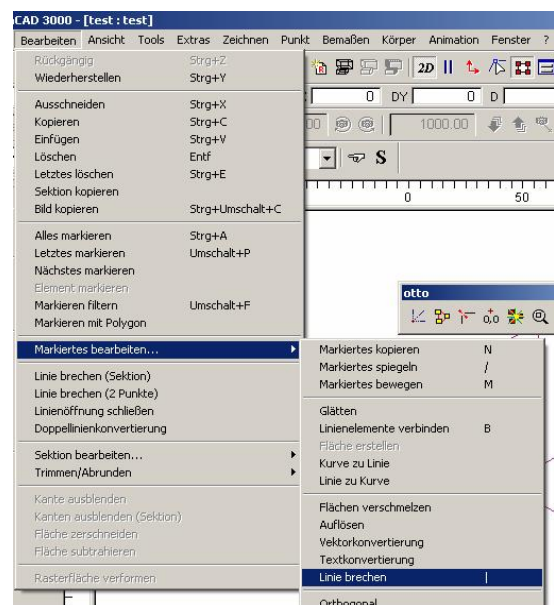 CAD 3000 - [test : test]
Bearbeiten Ansicht Tools Extras Zeichnen Punkt Bemaßen Körper Animation Fenster ?
Rückgängig Strg+Z
Wiederherstellen Strg+Y
2D
Ausschneiden Strg+X
0 DY 0 D
Kopieren Strg+C
00 1000.00
Einfügen Strg+V
Löschen Entf
S
Letztes löschen Strg+E
Sektion kopieren
Bild kopieren Strg+Umschalt+C
0 50
Alles markieren Strg+A
Letztes markieren Umschalt+P
Nächstes markieren
Element markieren
otto
Markieren filtern Umschalt+F
0,0
Markieren mit Polygon
Markiertes bearbeiten...
Markiertes kopieren N
Markiertes spiegeln /
Markiertes bewegen M
Linie brechen (Sektion)
Linie brechen (2 Punkte)
Linienöffnung schließen
Doppellinienkonvertierung
Glätten
Linienelemente verbinden B
Fläche erstellen
Kurve zu Linie
Linie zu Kurve
Sektion bearbeiten...
Trimmen/Abrunden
Kante ausblenden
Kanten ausblenden (Sektion)
Fläche zerschneiden
Fläche subtrahieren
Flächen verschmelzen
Auflösen
Vektorkonvertierung
Textkonvertierung
Linie brechen |
Rasterfläche verformen
Orthogonal